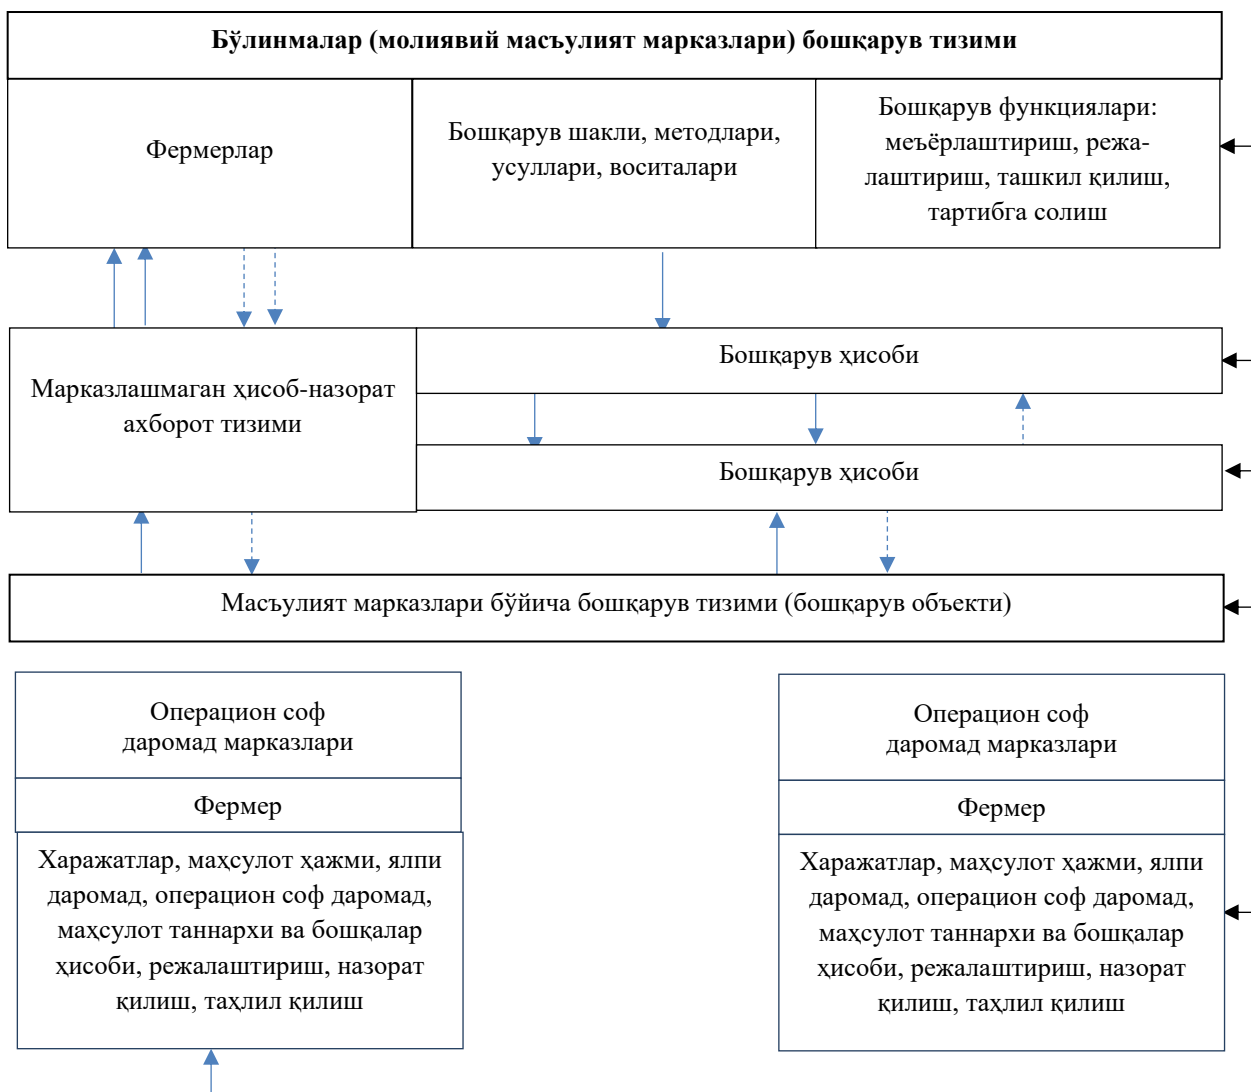 Бўлинмалар (молиявий масъулият марказлари) бошқарув тизими
Фермерлар
Бошқарув шакли, методлари,
усуллари, воситалари
Бошқарув функциялари:
меъёрлаштириш, режа-
лаштириш, ташкил қилиш,
тартибга солиш
Марказлашмаган ҳисоб-назорат
ахборот тизими
Бошқарув ҳисоби
Бошқарув ҳисоби
Масъулият марказлари бўйича бошқарув тизими (бошқарув объекти)
Операцион соф
даромад марказлари
Фермер
Харажатлар, маҳсулот ҳажми, ялпи
даромад, операцион соф даромад,
маҳсулот таннархи ва бошқалар
ҳисоби, режалаштириш, назорат
қилиш, таҳлил қилиш
Операцион соф
даромад марказлари
Фермер
Харажатлар, маҳсулот ҳажми, ялпи
даромад, операцион соф даромад,
маҳсулот таннархи ва бошқалар
ҳисоби, режалаштириш, назорат
қилиш, таҳлил қилиш